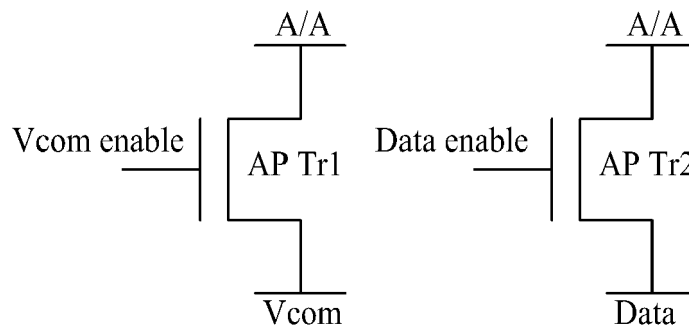 A/A
A/A
Vcom enable
AP Tr1
Data enable
AP Tr2
Vcom
Data